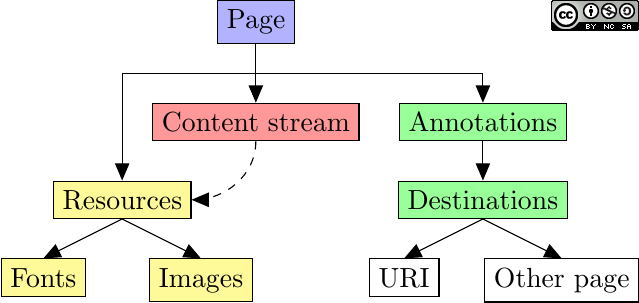 Page
cc
BY NC SA
Content stream
Annotations
Resources
Destinations
Fonts
Images
URI
Other page